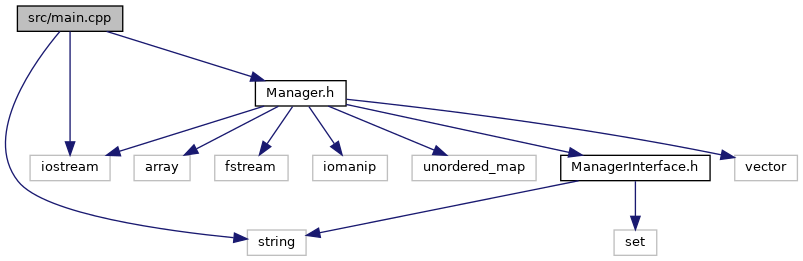 src/main.cpp
Manager.h
iostream
array
fstream
iomanip
unordered_map
ManagerInterface.h
vector
string
set